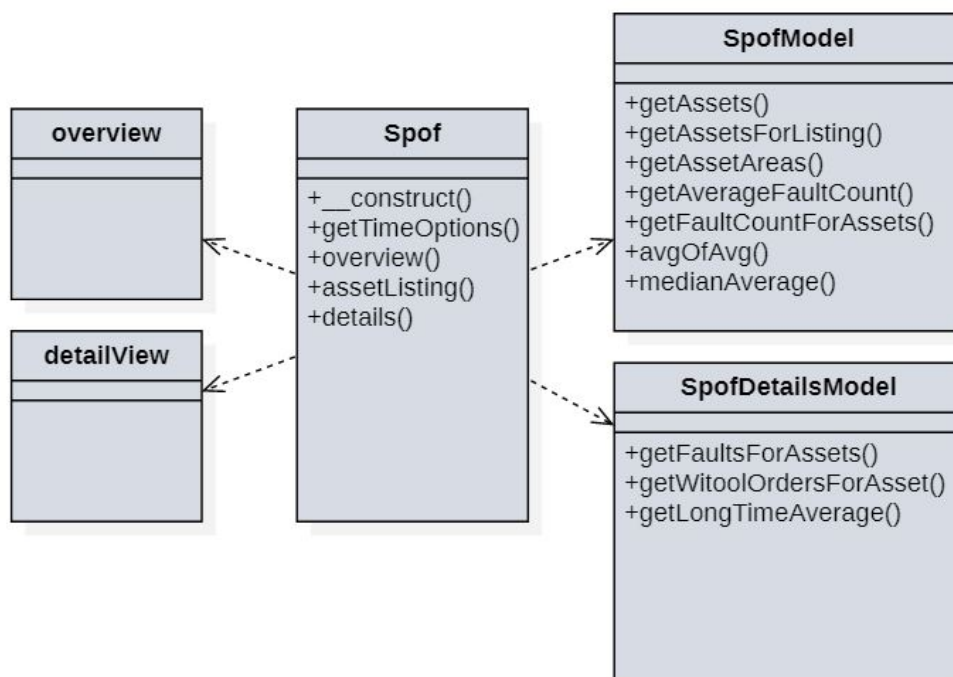 overview
detailView
Spof
+__construct()
+getTimeOptions()
+overview()
+assetListing()
+details()
SpofModel
+getAssets()
+getAssetsForListing()
+getAssetAreas()
+getAverageFaultCount()
+getFaultCountForAssets()
+avgOfAvg()
+medianAverage()
SpofDetailsModel
+getFaultsForAssets()
+getWitoolOrdersForAsset()
+getLongTimeAverage()